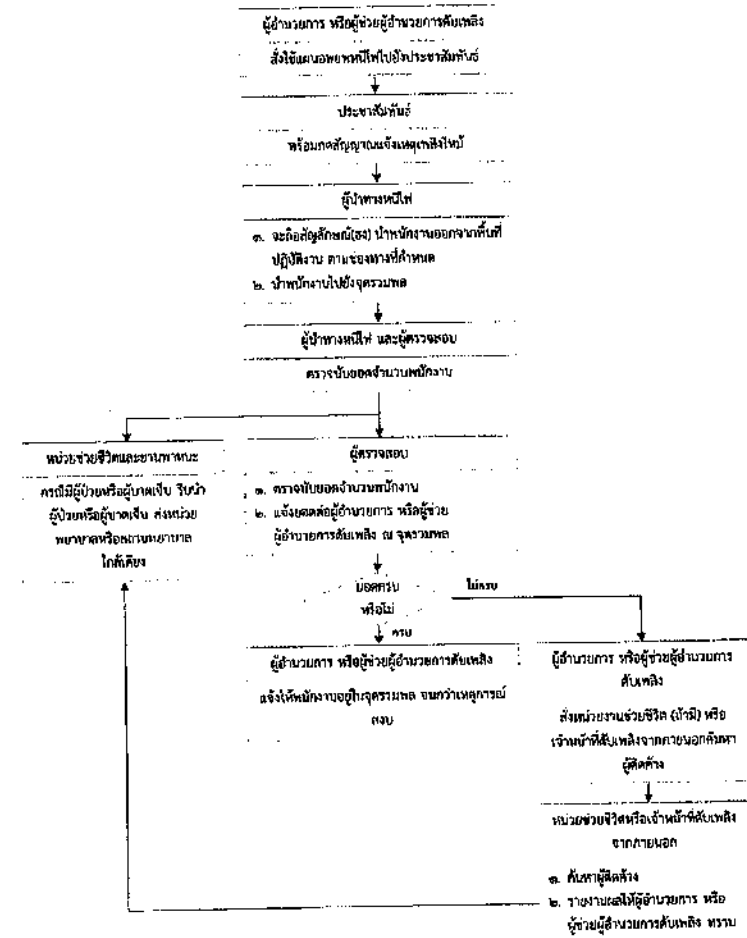 ผู้อำนวยการ หรือผู้ช่วยผู้อำนวยการดับเพลิง
สั่งใช้แผนอพยพหนีไฟไปยังประชาสัมพันธ์
ประชาสัมพันธ์
พร้อมกดสัญญาณแจ้งเหตุเพลิงไหม้
ผู้นำทางหนีไฟ
๑. จะถือสัญลักษณ์(ธง) นำพนักงานออกจากพื้นที่
ปฏิบัติงาน ตามช่องทางที่กำหนด
๒. นำพนักงานไปยังจุดรวมพล
ผู้นำทางหนีไฟ และผู้ตรวจสอบ
ตรวจนับยอดจำนวนพนักงาน
หน่วยช่วยชีวิตและยานพาหนะ
กรณีมีผู้ป่วยหรือผู้บาดเจ็บ รีบนำ
ผู้ป่วยหรือผู้บาดเจ็บ ส่งหน่วย
พยาบาลหรือสถานพยาบาล
ใกล้เคียง
ผู้ตรวจสอบ
๑. ตรวจนับยอดจำนวนพนักงาน
๒. แจ้งยอดต่อผู้อำนวยการ หรือผู้ช่วย
ผู้อำนวยการดับเพลิง ณ จุดรวมพล
ยอดครบ
หรือไม่
ไม่ครบ
ครบ
ผู้อำนวยการ หรือผู้ช่วยผู้อำนวยการดับเพลิง
แจ้งให้พนักงานอยู่ในจุดรวมพล จนกว่าเหตุการณ์
สงบ
ผู้อำนวยการ หรือผู้ช่วยผู้อำนวยการ
ดับเพลิง
สั่งหน่วยงานช่วยชีวิต (ถ้ามี) หรือ
เจ้าหน้าที่ดับเพลิงจากภายนอกค้นหา
ผู้ติดค้าง
หน่วยช่วยชีวิตหรือเจ้าหน้าที่ดับเพลิง
จากภายนอก
๑. ค้นหาผู้ติดค้าง
๒. รายงานผลให้ผู้อำนวยการ หรือ
ผู้ช่วยผู้อำนวยการดับเพลิง ทราบ